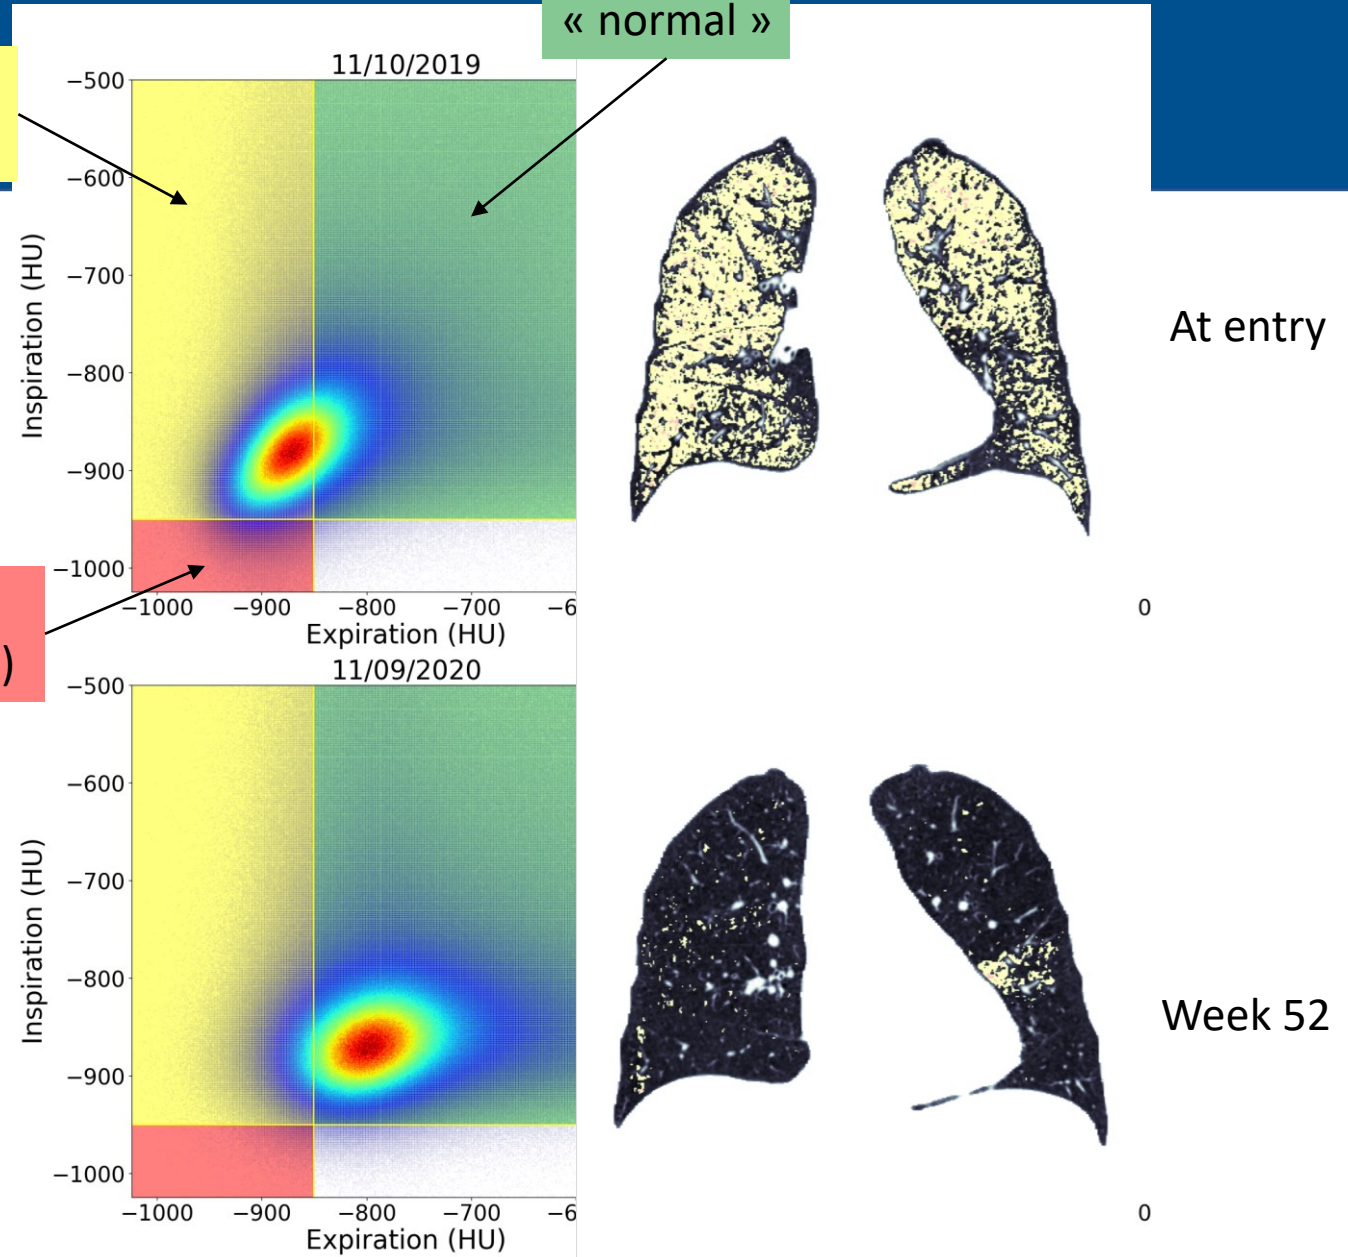 « normal »
11/10/2019
−500
−600
−700
−800
−900
−1000
Inspiration (HU)
−1000 −900 −800 −700 −6
Expiration (HU)
At entry
0
)
11/09/2020
−500
−600
−700
−800
−900
−1000
Inspiration (HU)
−1000 −900 −800 −700 −6
Expiration (HU)
Week 52
0